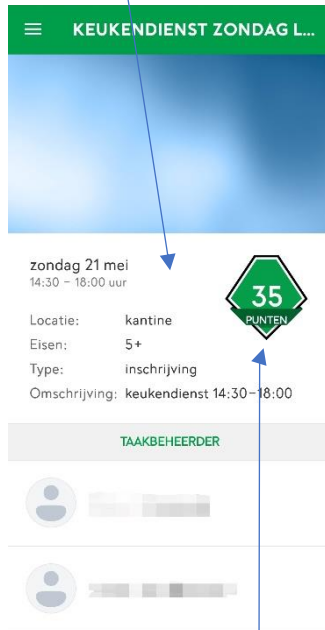 KEUKENDIENST ZONDAG L...
zondag 21 mei
14:30 - 18:00 uur
35
PUNTEN
Locatie: kantine
Eisen: 5+
Type: inschrijving
Omschrijving: keukendienst 14:30-18:00
TAAKBEHEERDER